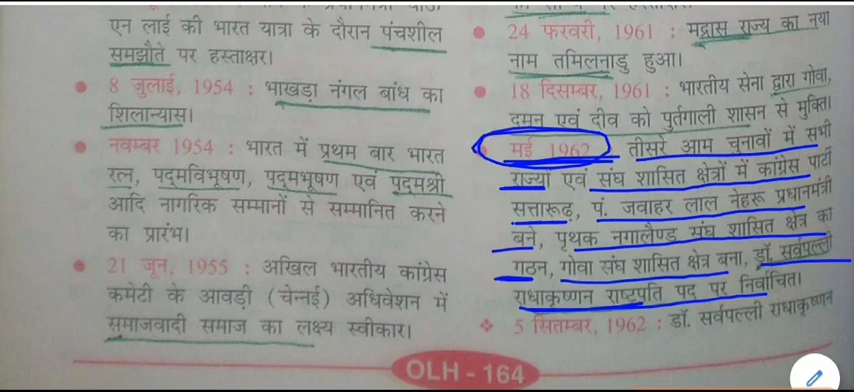 एन लाई की भारत यात्रा के दौरान पंचशील
समझौते पर हस्ताक्षर।
8 जुलाई, 1954 : भाखड़ा नंगल बांध का
शिलान्यास।
नवम्बर 1954 : भारत में प्रथम बार भारत
रत्न, पद्मविभूषण, पद्मभूषण एवं पद्मश्री
आदि नागरिक सम्मानों से सम्मानित करने
का प्रारंभ।
21 जून, 1955 : अखिल भारतीय कांग्रेस
कमेटी के आवड़ी (चेन्नई) अधिवेशन में
समाजवादी समाज का लक्ष्य स्वीकार।
24 फरवरी, 1961 : मद्रास राज्य का नया
नाम तमिलनाडु हुआ।
18 दिसम्बर, 1961 : भारतीय सेना द्वारा गोवा,
दमन एवं दीव को पुर्तगाली शासन से मुक्ति।
मई 1962 : तीसरे आम चुनावों में सभी
राज्यों एवं संघ शासित क्षेत्रों में कांग्रेस पार्टी
सत्तारूढ़, पं. जवाहर लाल नेहरू प्रधानमंत्री
बने, पृथक नगालैण्ड संघ शासित क्षेत्र का
गठन, गोवा संघ शासित क्षेत्र बना, डॉ. सर्वपल्ली
राधाकृष्णन राष्ट्रपति पद पर निर्वाचित।
5 सितम्बर, 1962 : डॉ. सर्वपल्ली राधाकृष्णन
OLH - 164